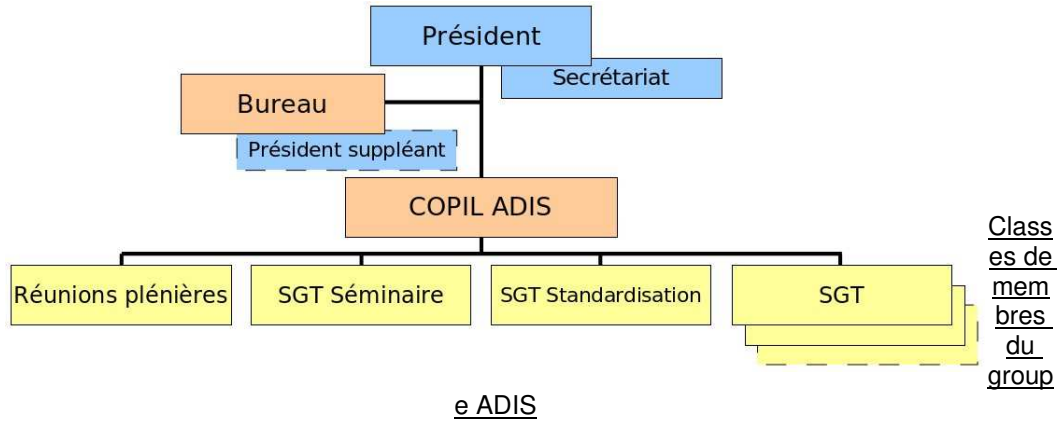 Président
Secrétariat
Bureau
Président suppléant
COPIL ADIS
Réunions plénières
SGT Séminaire
SGT Standardisation
SGT
Class
es de
mem
bres
du
group
e ADIS